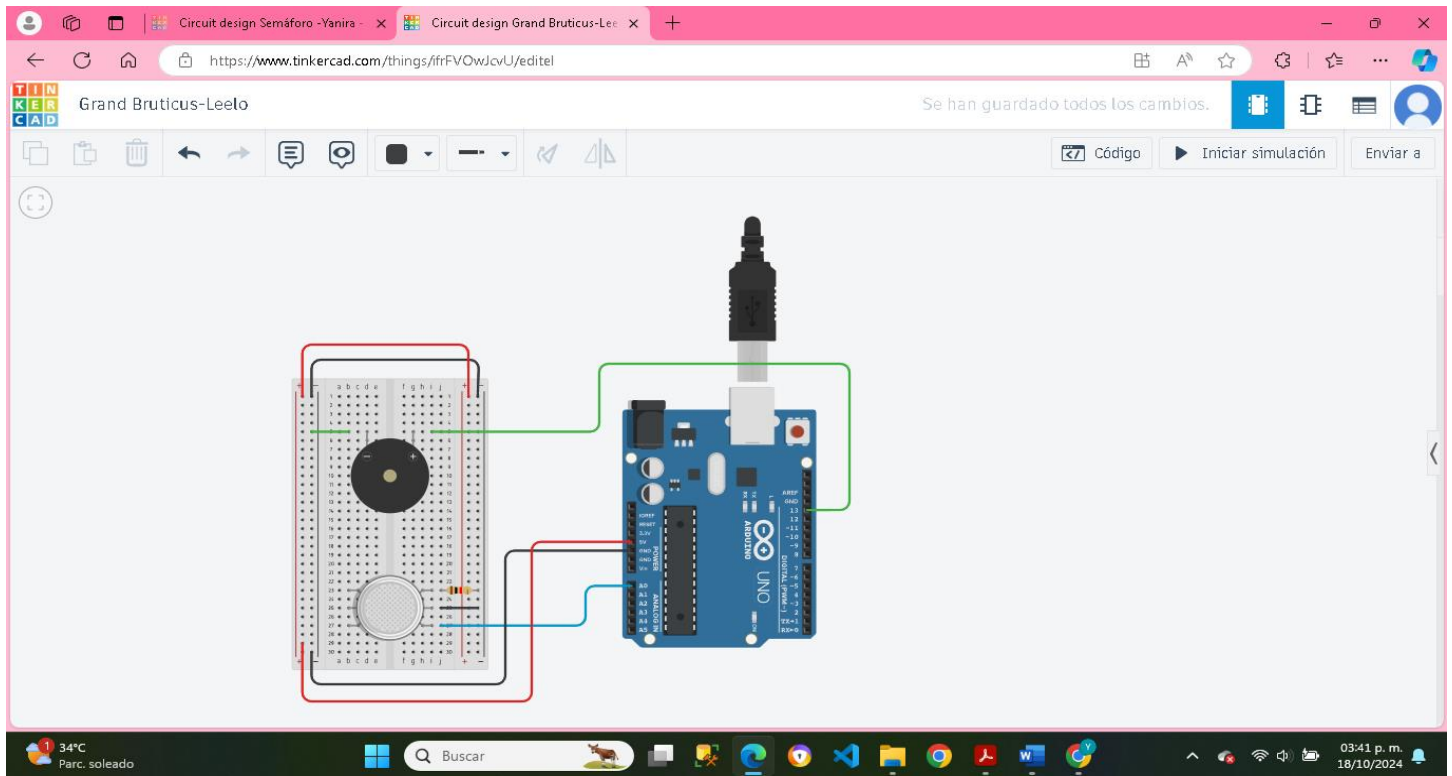 Circuit design Semáforo -Yanira -
Circuit design Grand Bruticus-Lee
https://www.tinkercad.com/things/ifrFVOwJcvU/editel
TIN
KER
CAD
Grand Bruticus-Leelo
Se han guardado todos los cambios.
Código
Iniciar simulación
Enviar a
+ − a b c d e f g h i j + −
IOREF
RESET
3.3V
5V
GND
GND
Vin
POWER
A0
A1
A2
A3
A4
A5
ANALOG IN
AREF
GND
13
12
~11
~10
~9
8
7
~6
~5
4
~3
2
TX→1
RX←0
DIGITAL (PWM~)
TX
RX
L
ON
ARDUINO
UNO
− +
+ − a b c d e f g h i j + −
1
34°C
Parc. soleado
Buscar
03:41 p. m.
18/10/2024